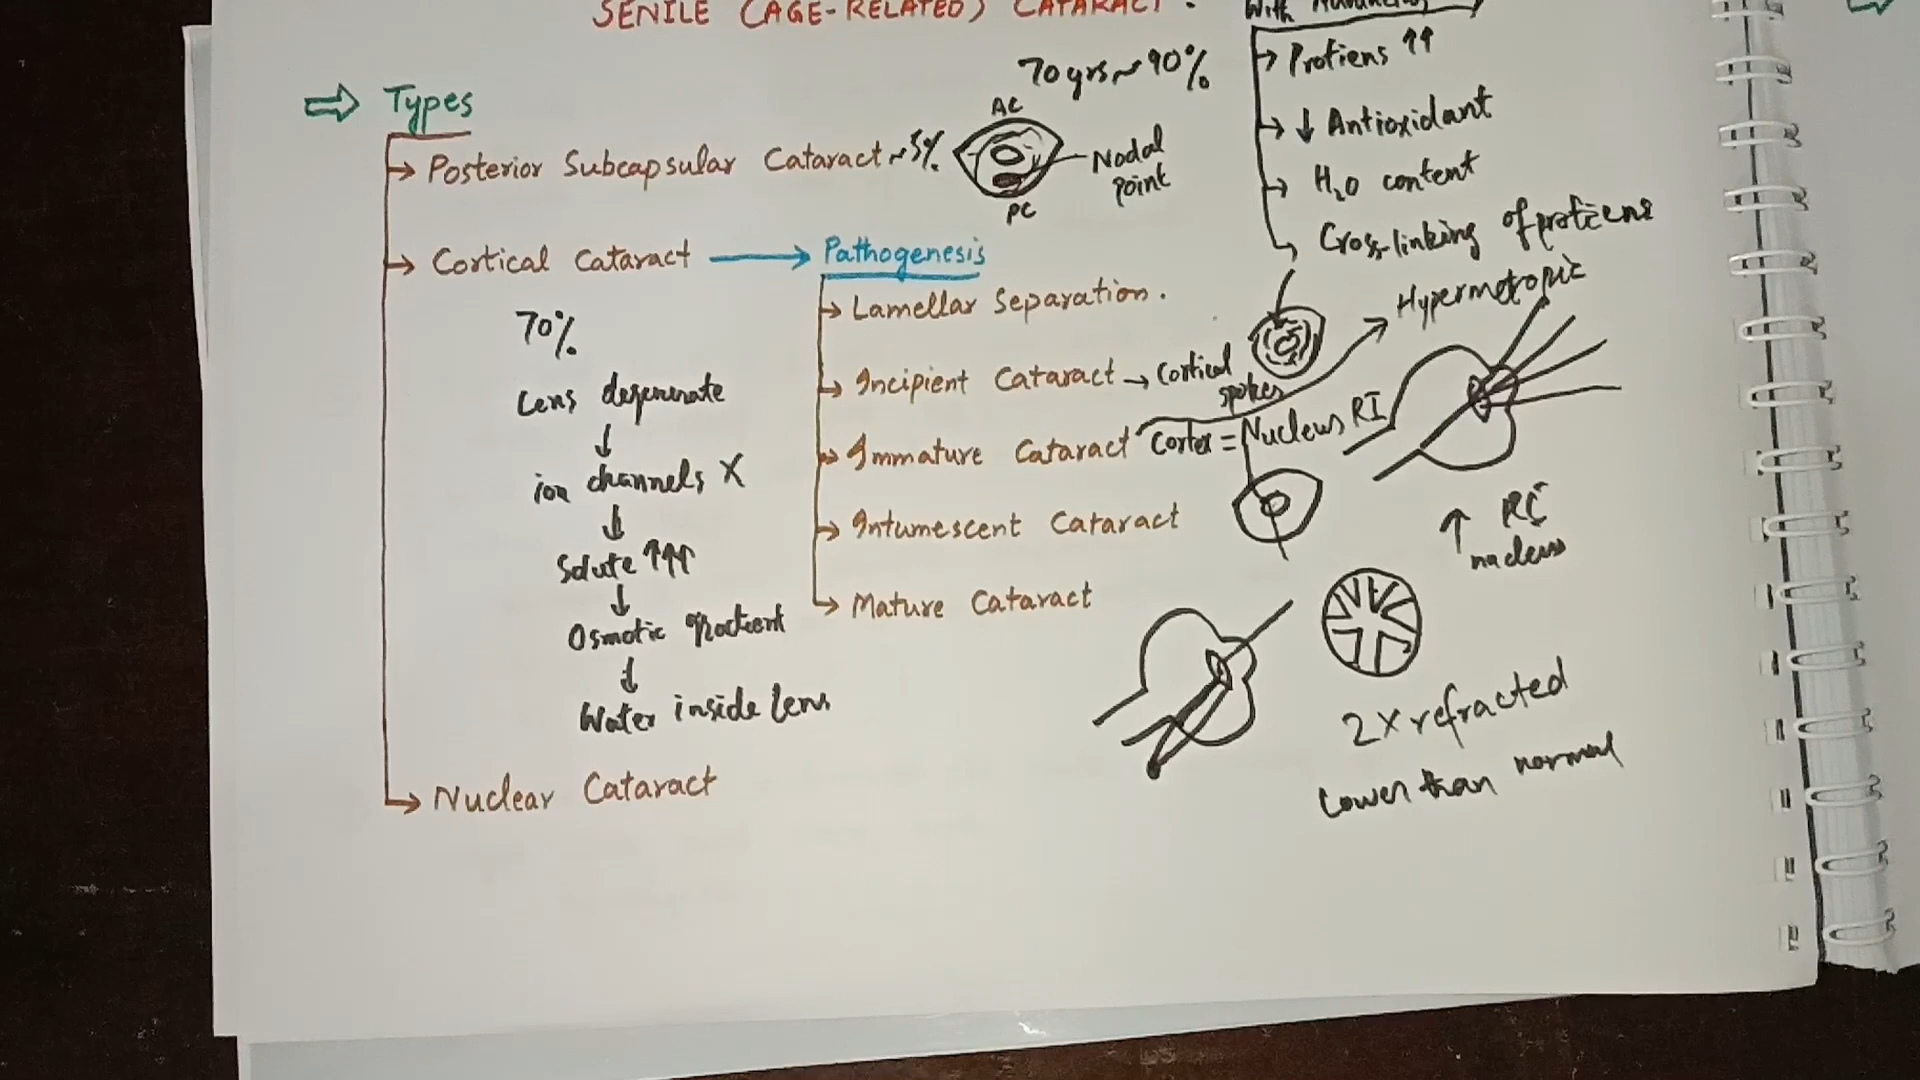 SENILE (AGE-RELATED) CATARACT.
With
70 yrs ~ 90%
Protiens ↑↑
↓ Antioxidant
H₂O content
Cross-linking of protiens
⇒ Types
→ Posterior Subcapsular Cataract ~5%
AC
Nodal
point
PC
→ Cortical Cataract → Pathogenesis
→ Lamellar Separation.
→ Incipient Cataract → Cortical
spokes
→ Immature Cataract Cortex = Nucleus RI
Hypermetropic
→ Intumescent Cataract
→ Mature Cataract
↑ RI
nucleus
2x refracted
Lower than normal
70%
Lens degenerate
↓
ion channels X
↓
Solute ↑↑↑
↓
Osmotic gradient
↓
Water inside lens
→ Nuclear Cataract